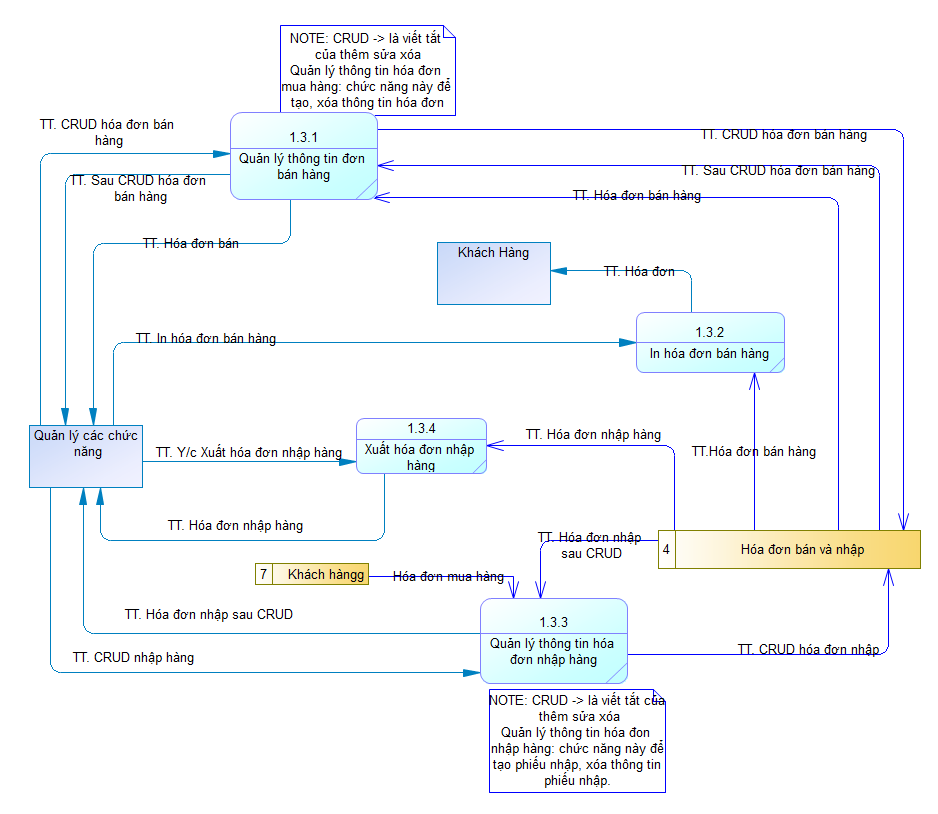 NOTE: CRUD -> là viết tắt
của thêm sửa xóa
Quản lý thông tin hóa đơn
mua hàng: chức năng này để
tạo, xóa thông tin hóa đơn
TT. CRUD hóa đơn bán
hàng
1.3.1
Quản lý thông tin đơn
bán hàng
TT. CRUD hóa đơn bán hàng
TT. Sau CRUD hóa đơn
bán hàng
TT. Sau CRUD hóa đơn bán hàng
TT. Hóa đơn bán hàng
TT. Hóa đơn bán
Khách Hàng
TT. Hóa đơn
TT. In hóa đơn bán hàng
1.3.2
In hóa đơn bán hàng
Quản lý các chức
năng
TT. Y/c Xuất hóa đơn nhập hàng
1.3.4
Xuất hóa đơn nhập
hàng
TT. Hóa đơn nhập hàng
TT.Hóa đơn bán hàng
TT. Hóa đơn nhập hàng
TT. Hóa đơn nhập
sau CRUD
4
Hóa đơn bán và nhập
7
Khách hàngg
Hóa đơn mua hàng
TT. Hóa đơn nhập sau CRUD
1.3.3
Quản lý thông tin hóa
đơn nhập hàng
TT. CRUD hóa đơn nhập
TT. CRUD nhập hàng
NOTE: CRUD -> là viết tắt của
thêm sửa xóa
Quản lý thông tin hóa đon
nhập hàng: chức năng này để
tạo phiếu nhập, xóa thông tin
phiếu nhập.